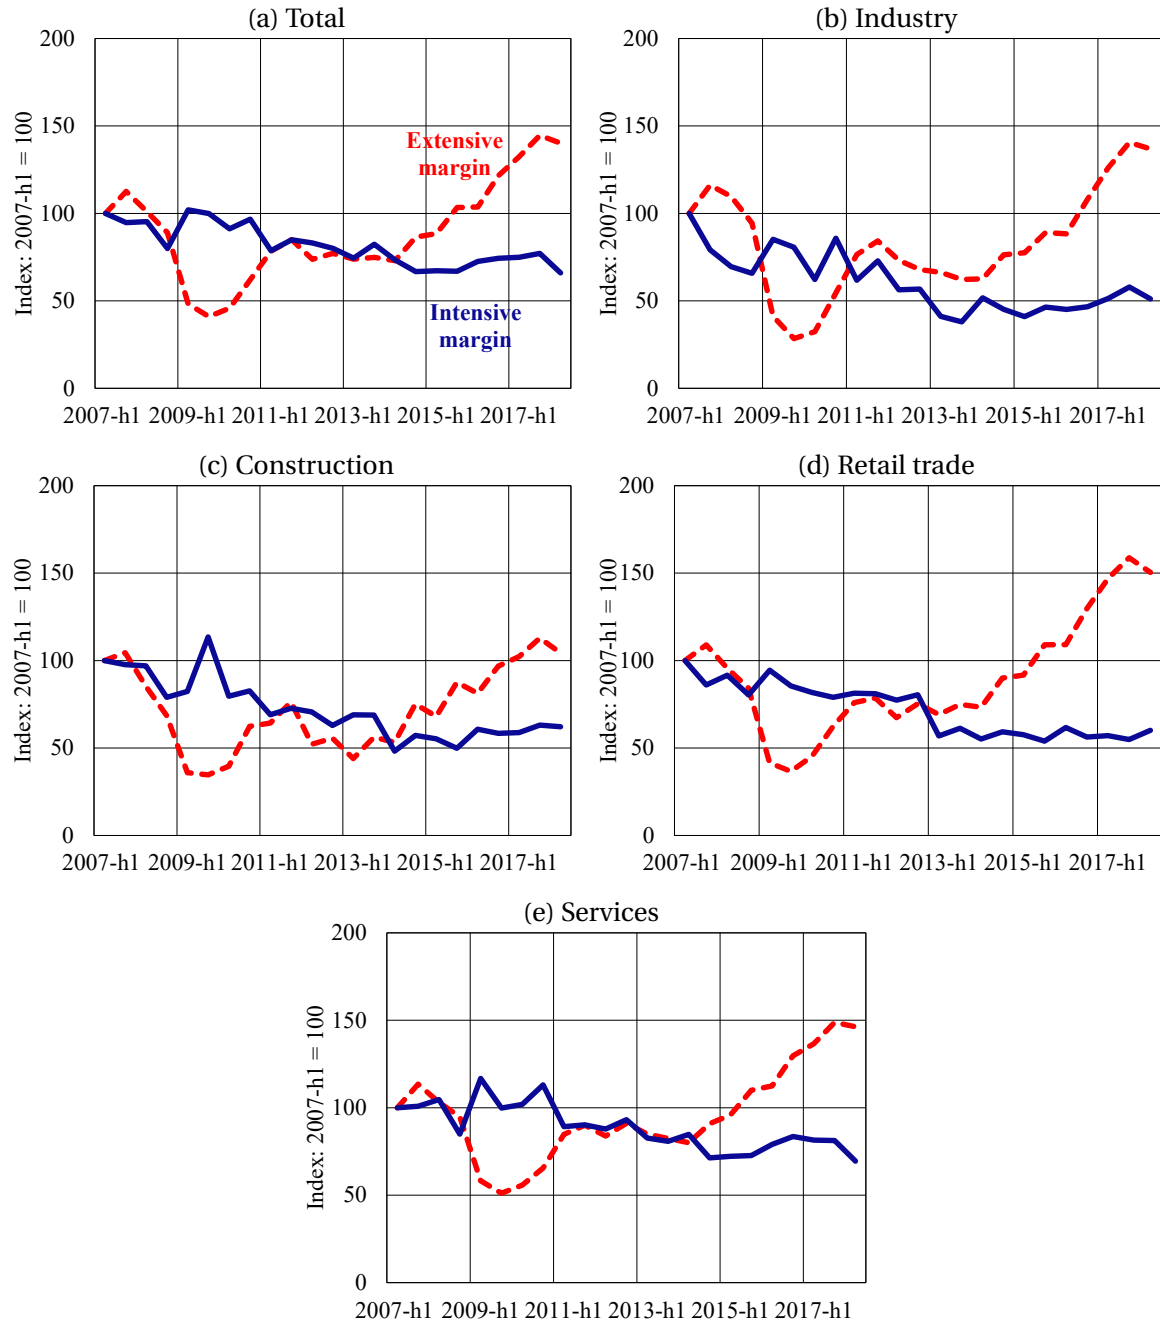 (a) Total
200
150
100
50
0
Index: 2007-h1 = 100
Extensive
margin
Intensive
margin
2007-h1 2009-h1 2011-h1 2013-h1 2015-h1 2017-h1
(b) Industry
200
150
100
50
0
Index: 2007-h1 = 100
2007-h1 2009-h1 2011-h1 2013-h1 2015-h1 2017-h1
(c) Construction
200
150
100
50
0
Index: 2007-h1 = 100
2007-h1 2009-h1 2011-h1 2013-h1 2015-h1 2017-h1
(d) Retail trade
200
150
100
50
0
Index: 2007-h1 = 100
2007-h1 2009-h1 2011-h1 2013-h1 2015-h1 2017-h1
(e) Services
200
150
100
50
0
Index: 2007-h1 = 100
2007-h1 2009-h1 2011-h1 2013-h1 2015-h1 2017-h1